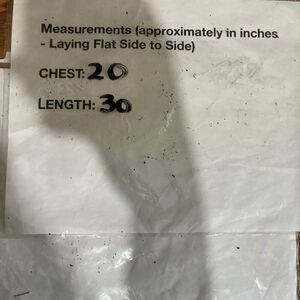 Measurements (approximately in inches.
- Laying Flat Side to Side)
CHEST: 20
LENGTH: 30